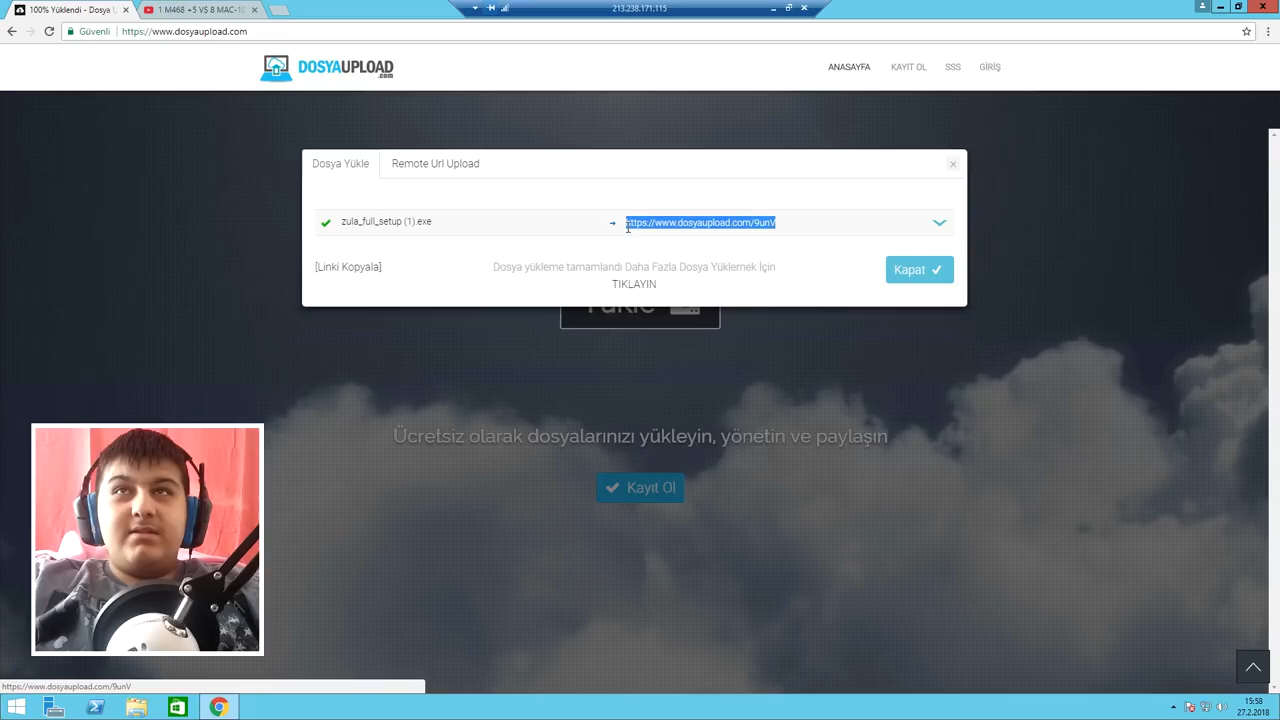 100% Yüklendi - Dosya U
1 M468 +5 VS 8 MAC-10
213.238.171.115
Güvenli
https://www.dosyaupload.com
DOSYAUPLOAD
.com
ANASAYFA
KAYIT OL
SSS
GİRİŞ
Dosya Yükle
Remote Url Upload
zula_full_setup (1).exe
https://www.dosyaupload.com/9unV
[Linki Kopyala]
Dosya yükleme tamamlandı Daha Fazla Dosya Yüklemek İçin
TIKLAYIN
Kapat
Yükle
Ücretsiz olarak dosyalarınızı yükleyin, yönetin ve paylaşın
Kayıt Ol
https://www.dosyaupload.com/9unV
15:58
27.2.2018